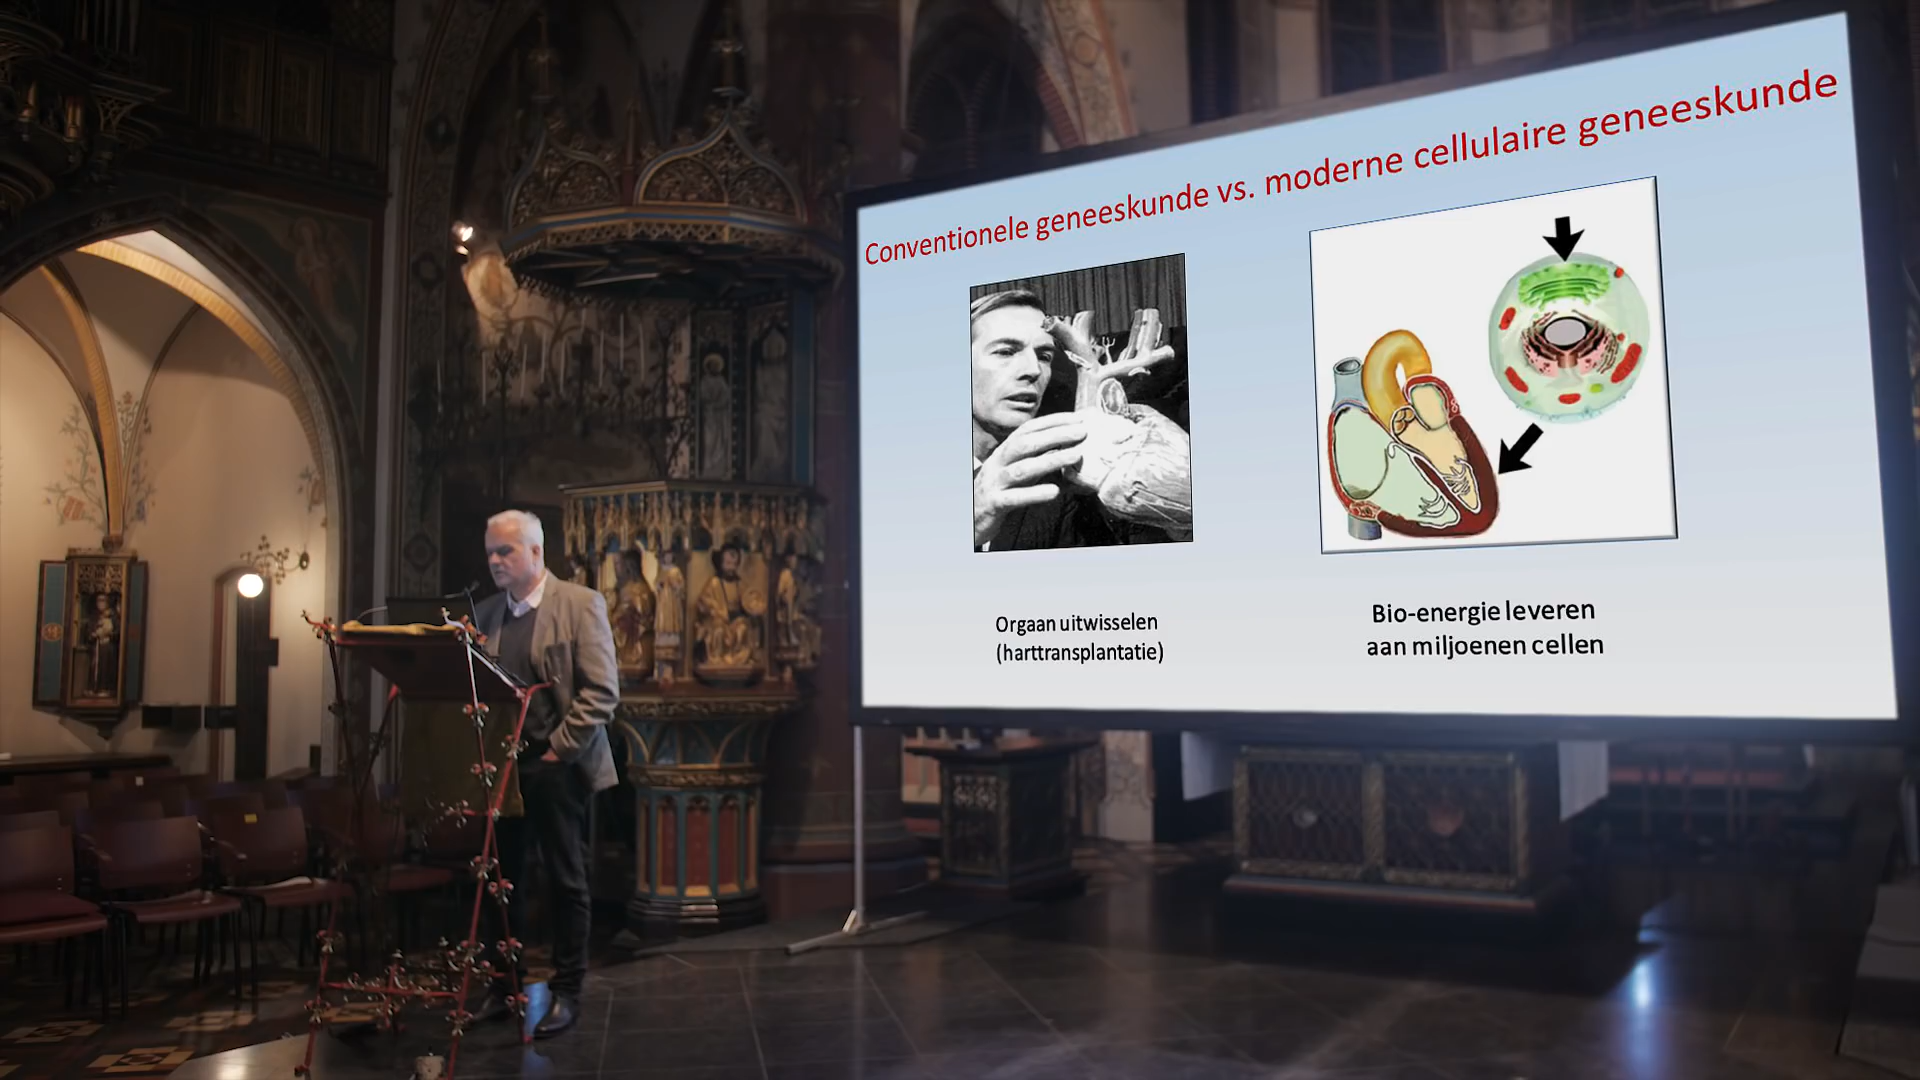 Conventionele geneeskunde vs. moderne cellulaire geneeskunde
Orgaan uitwisselen
(harttransplantatie)
Bio-energie leveren
aan miljoenen cellen